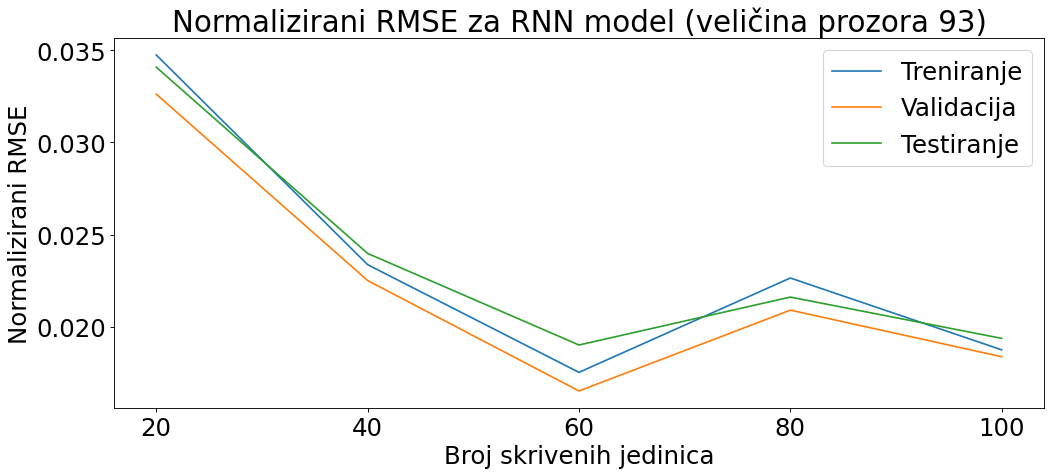 Normalizirani RMSE za RNN model (veličina prozora 93)
Treniranje
Validacija
Testiranje
Normalizirani RMSE
0.035
0.030
0.025
0.020
20 40 60 80 100
Broj skrivenih jedinica